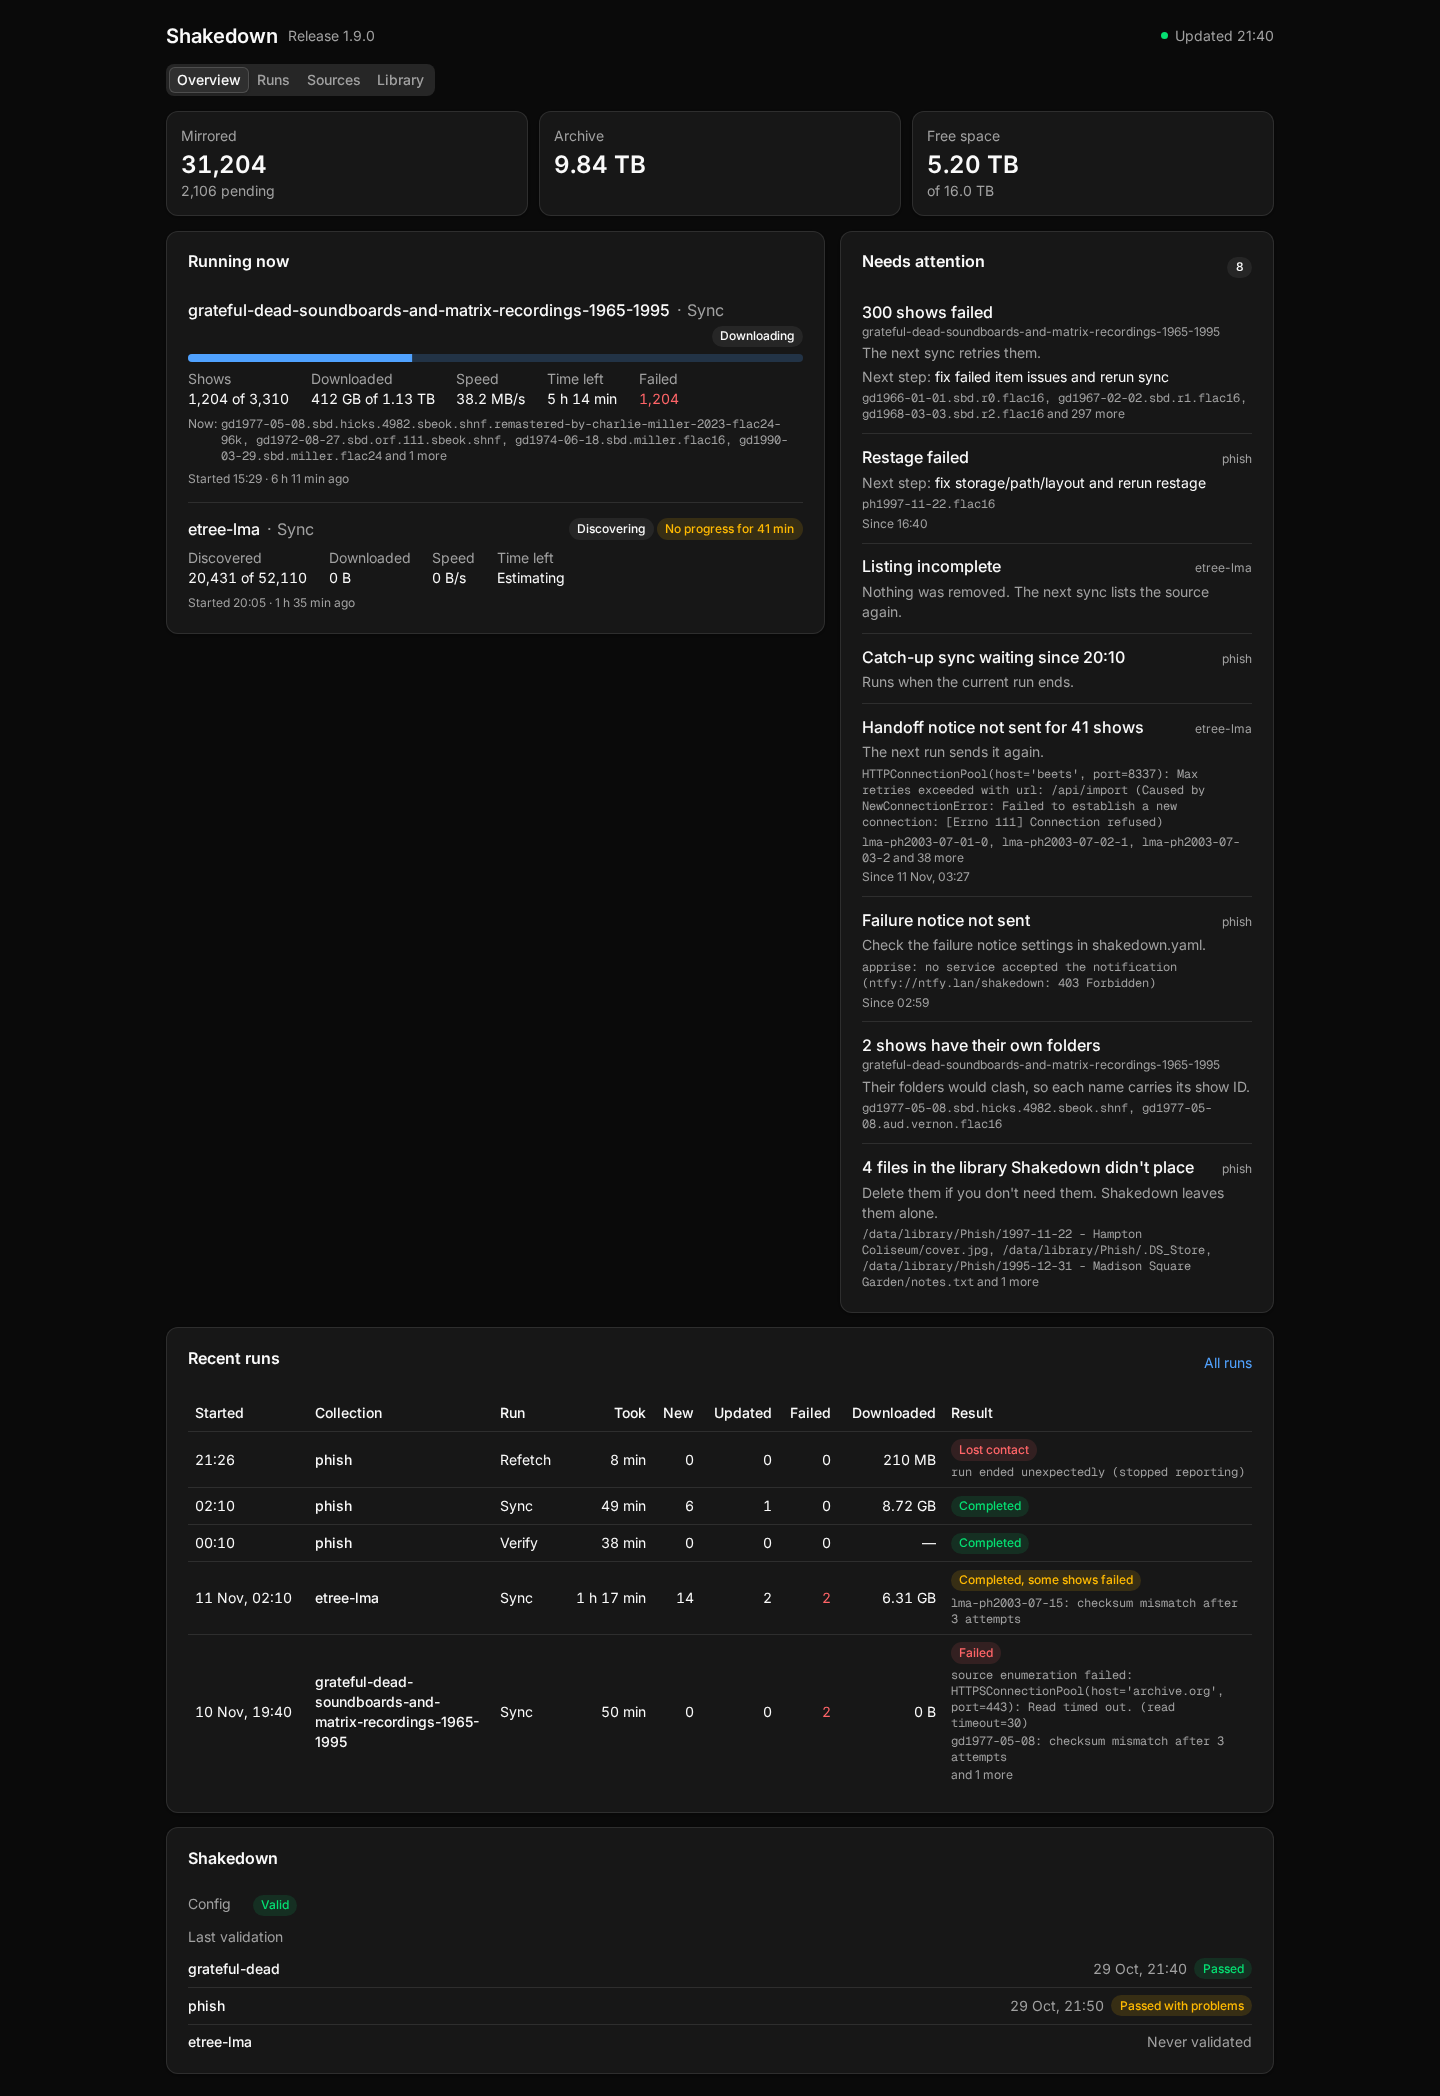 Shakedown Release 1.9.0
Updated 21:40
Overview Runs Sources Library
Mirrored
31,204
2,106 pending
Archive
9.84 TB
Free space
5.20 TB
of 16.0 TB
Running now
grateful-dead-soundboards-and-matrix-recordings-1965-1995 · Sync
Downloading
Shows Downloaded Speed Time left Failed
1,204 of 3,310 412 GB of 1.13 TB 38.2 MB/s 5 h 14 min 1,204
Now: gd1977-05-08.sbd.hicks.4982.sbeok.shnf.remastered-by-charlie-miller-2023-flac24-
96k, gd1972-08-27.sbd.orf.111.sbeok.shnf, gd1974-06-18.sbd.miller.flac16, gd1990-
03-29.sbd.miller.flac24 and 1 more
Started 15:29 · 6 h 11 min ago
etree-lma · Sync
Discovering No progress for 41 min
Discovered Downloaded Speed Time left
20,431 of 52,110 0 B 0 B/s Estimating
Started 20:05 · 1 h 35 min ago
Needs attention
8
300 shows failed
grateful-dead-soundboards-and-matrix-recordings-1965-1995
The next sync retries them.
Next step: fix failed item issues and rerun sync
gd1966-01-01.sbd.r0.flac16, gd1967-02-02.sbd.r1.flac16,
gd1968-03-03.sbd.r2.flac16 and 297 more
Restage failed phish
Next step: fix storage/path/layout and rerun restage
ph1997-11-22.flac16
Since 16:40
Listing incomplete etree-lma
Nothing was removed. The next sync lists the source
again.
Catch-up sync waiting since 20:10 phish
Runs when the current run ends.
Handoff notice not sent for 41 shows etree-lma
The next run sends it again.
HTTPConnectionPool(host='beets', port=8337): Max
retries exceeded with url: /api/import (Caused by
NewConnectionError: Failed to establish a new
connection: [Errno 111] Connection refused)
lma-ph2003-07-01-0, lma-ph2003-07-02-1, lma-ph2003-07-
03-2 and 38 more
Since 11 Nov, 03:27
Failure notice not sent phish
Check the failure notice settings in shakedown.yaml.
apprise: no service accepted the notification
(ntfy://ntfy.lan/shakedown: 403 Forbidden)
Since 02:59
2 shows have their own folders
grateful-dead-soundboards-and-matrix-recordings-1965-1995
Their folders would clash, so each name carries its show ID.
gd1977-05-08.sbd.hicks.4982.sbeok.shnf, gd1977-05-
08.aud.vernon.flac16
4 files in the library Shakedown didn't place phish
Delete them if you don't need them. Shakedown leaves
them alone.
/data/library/Phish/1997-11-22 - Hampton
Coliseum/cover.jpg, /data/library/Phish/.DS_Store,
/data/library/Phish/1995-12-31 - Madison Square
Garden/notes.txt and 1 more
Recent runs
All runs
Started Collection Run Took New Updated Failed Downloaded Result
21:26 phish Refetch 8 min 0 0 0 210 MB Lost contact
run ended unexpectedly (stopped reporting)
02:10 phish Sync 49 min 6 1 0 8.72 GB Completed
00:10 phish Verify 38 min 0 0 0 — Completed
11 Nov, 02:10 etree-lma Sync 1 h 17 min 14 2 2 6.31 GB Completed, some shows failed
lma-ph2003-07-15: checksum mismatch after
3 attempts
10 Nov, 19:40 grateful-dead-
soundboards-and-
matrix-recordings-1965-
1995
Sync 50 min 0 0 2 0 B
Failed
source enumeration failed:
HTTPSConnectionPool(host='archive.org',
port=443): Read timed out. (read
timeout=30)
gd1977-05-08: checksum mismatch after 3
attempts
and 1 more
Shakedown
Config Valid
Last validation
grateful-dead 29 Oct, 21:40 Passed
phish 29 Oct, 21:50 Passed with problems
etree-lma Never validated